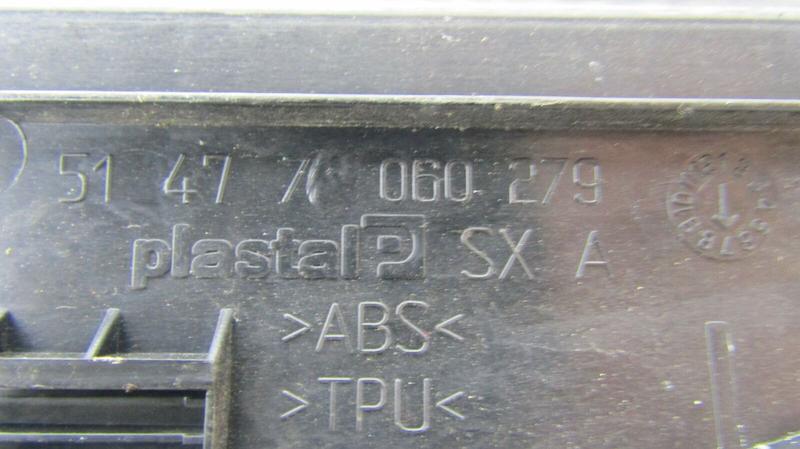 51 47 7 060 279
plastal P SX A
>ABS<
>TPU<